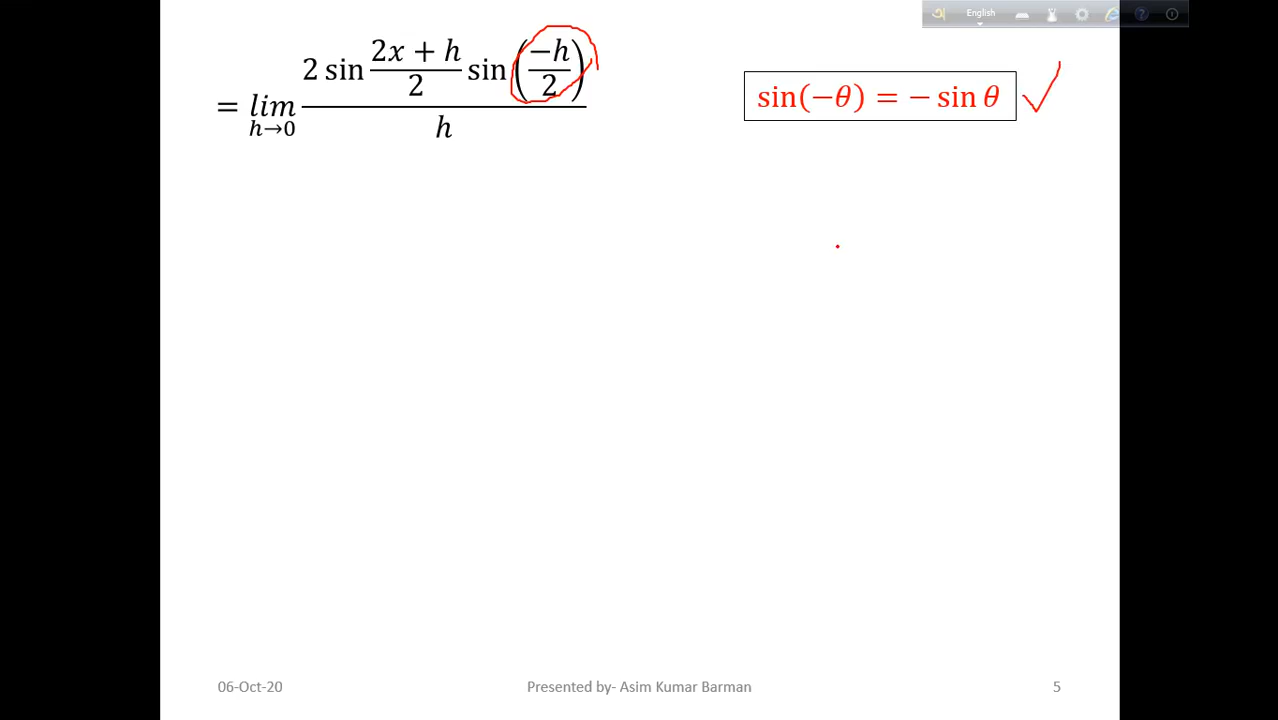 English
= lim h→0 (2 sin (2x + h)/2 sin(−h/2))/h
sin(−θ) = − sin θ
06-Oct-20
Presented by- Asim Kumar Barman
5